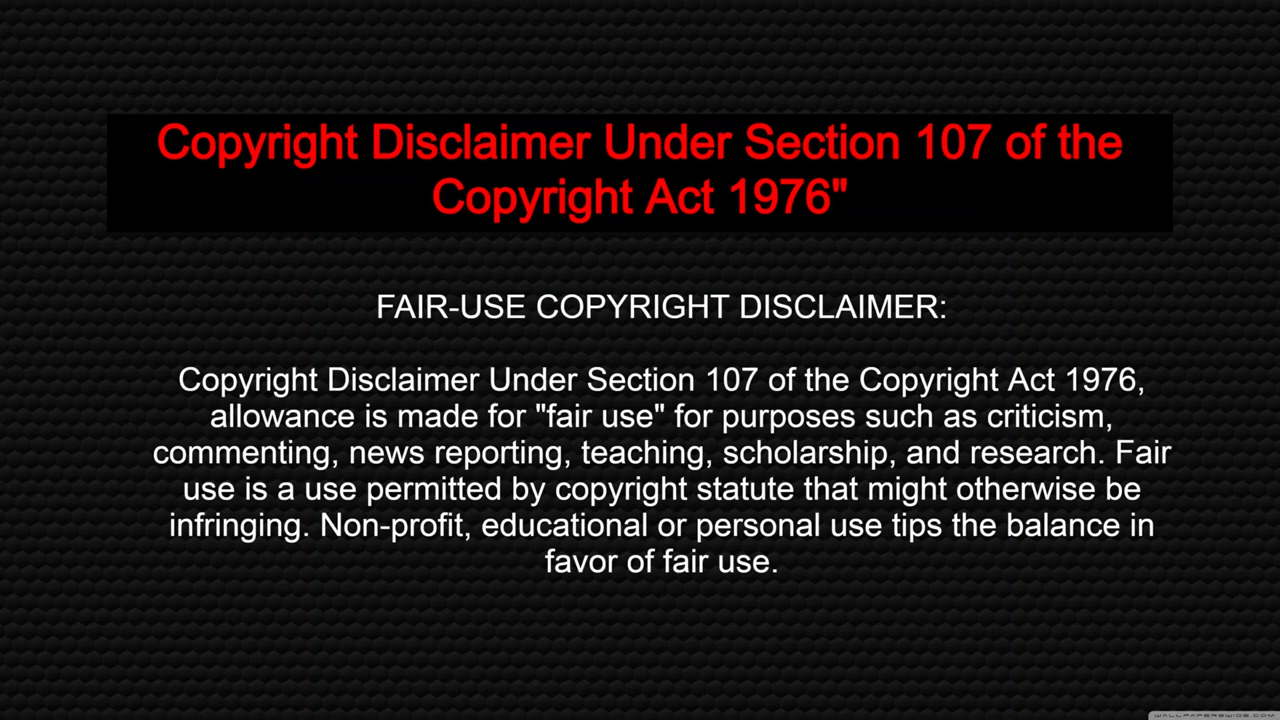 Copyright Disclaimer Under Section 107 of the
Copyright Act 1976"
FAIR-USE COPYRIGHT DISCLAIMER:
Copyright Disclaimer Under Section 107 of the Copyright Act 1976,
allowance is made for "fair use" for purposes such as criticism,
commenting, news reporting, teaching, scholarship, and research. Fair
use is a use permitted by copyright statute that might otherwise be
infringing. Non-profit, educational or personal use tips the balance in
favor of fair use.
WALLPAPERSWIDE.COM